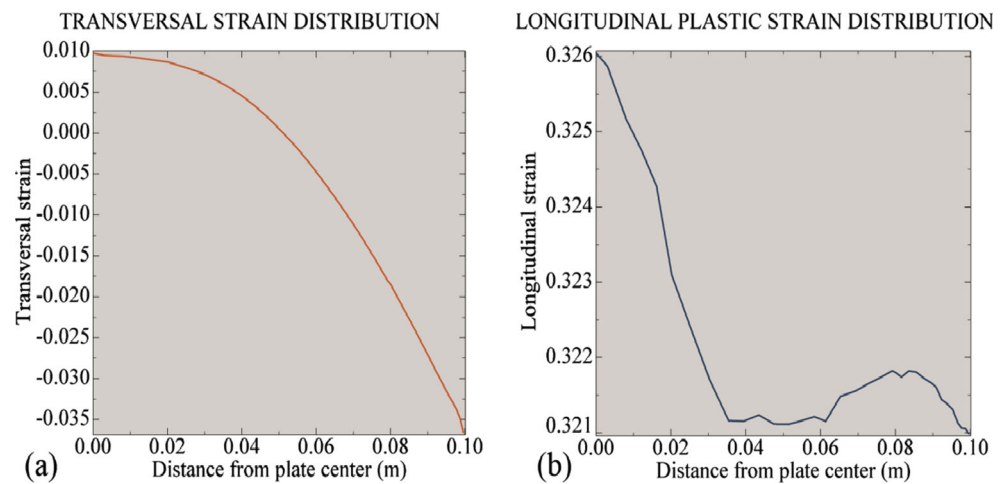 TRANSVERSAL STRAIN DISTRIBUTION
0.010
0.005
0.000
-0.005
-0.010
-0.015
-0.020
-0.025
-0.030
-0.035
Transversal strain
0.00 0.02 0.04 0.06 0.08 0.10
Distance from plate center (m)
(a)
LONGITUDINAL PLASTIC STRAIN DISTRIBUTION
0.326
0.325
0.324
0.323
0.322
0.321
Longitudinal strain
0.00 0.02 0.04 0.06 0.08 0.10
Distance from plate center (m)
(b)